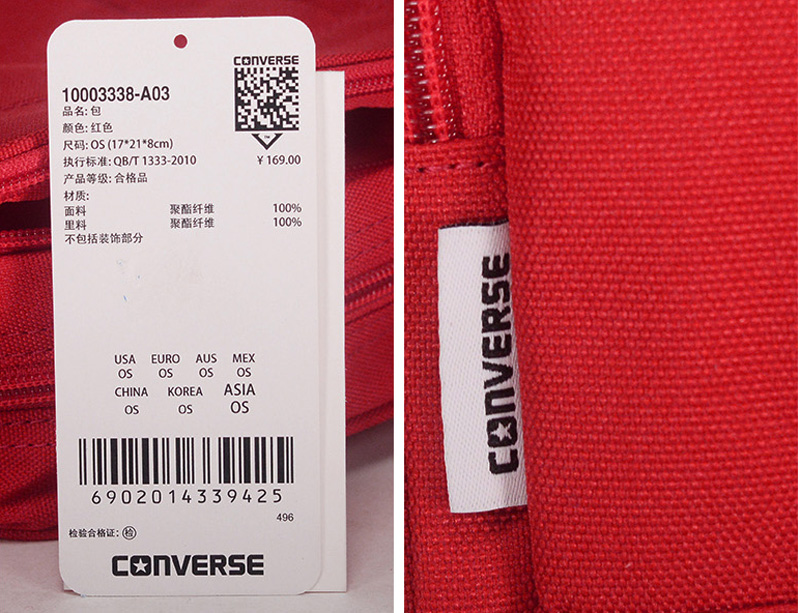 CONVERSE
10003338-A03
品名: 包
颜色: 红色
尺码: OS (17*21*8cm)
执行标准: QB/T 1333-2010
¥ 169.00
产品等级: 合格品
材质:
面料 聚酯纤维 100%
里料 聚酯纤维 100%
不包括装饰部分
USA EURO AUS MEX
OS OS OS OS
CHINA KOREA ASIA
OS OS OS
6902014339425
496
检验合格证: 检
CONVERSE
CONVERSE